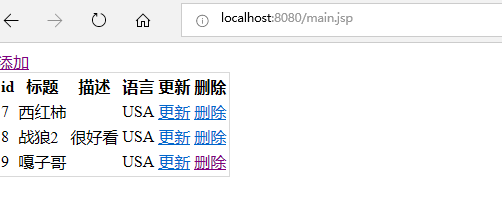 localhost:8080/main.jsp
添加
id 标题 描述 语言 更新 删除
7 西红柿 USA 更新 删除
8 战狼2 很好看 USA 更新 删除
9 嘎子哥 USA 更新 删除